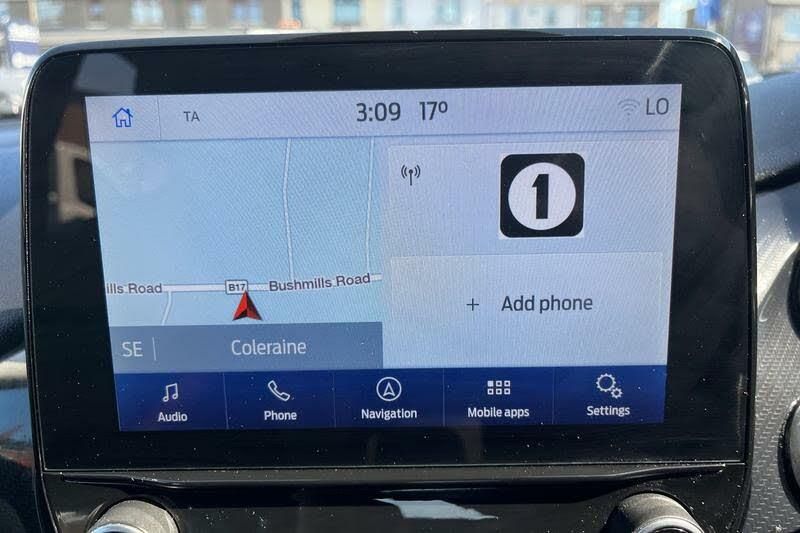 TA
3:09 17°
LO
1
ills Road
B17
Bushmills Road
+ Add phone
SE | Coleraine
Audio
Phone
Navigation
Mobile apps
Settings